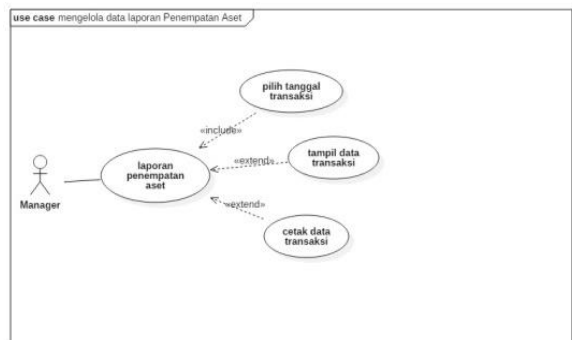 use case mengelola data laporan Penempatan Aset
pilih tanggal
transaksi
«include»
laporan
penempatan
aset
«extend»
tampil data
transaksi
Manager
«extend»
cetak data
transaksi